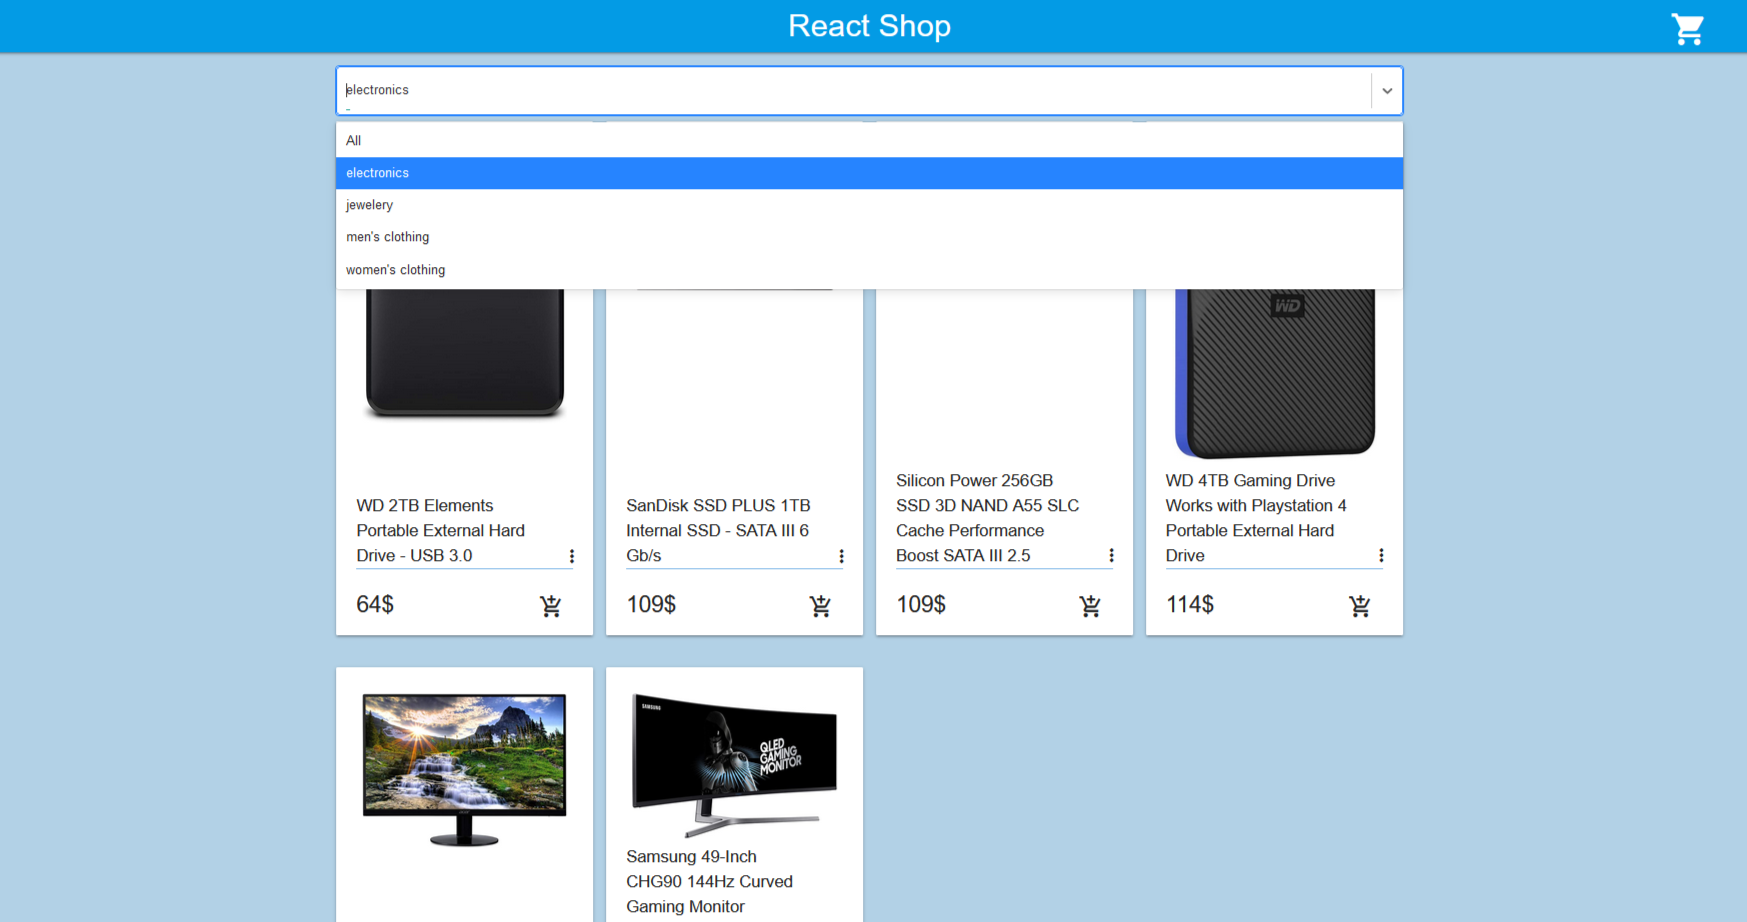 React Shop
electronics
All
electronics
jewelery
men's clothing
women's clothing
WD
WD 2TB Elements
Portable External Hard
Drive - USB 3.0
64$
SanDisk SSD PLUS 1TB
Internal SSD - SATA III 6
Gb/s
109$
Silicon Power 256GB
SSD 3D NAND A55 SLC
Cache Performance
Boost SATA III 2.5
109$
WD 4TB Gaming Drive
Works with Playstation 4
Portable External Hard
Drive
114$
SAMSUNG
QLED
GAMING
MONITOR
Samsung 49-Inch
CHG90 144Hz Curved
Gaming Monitor